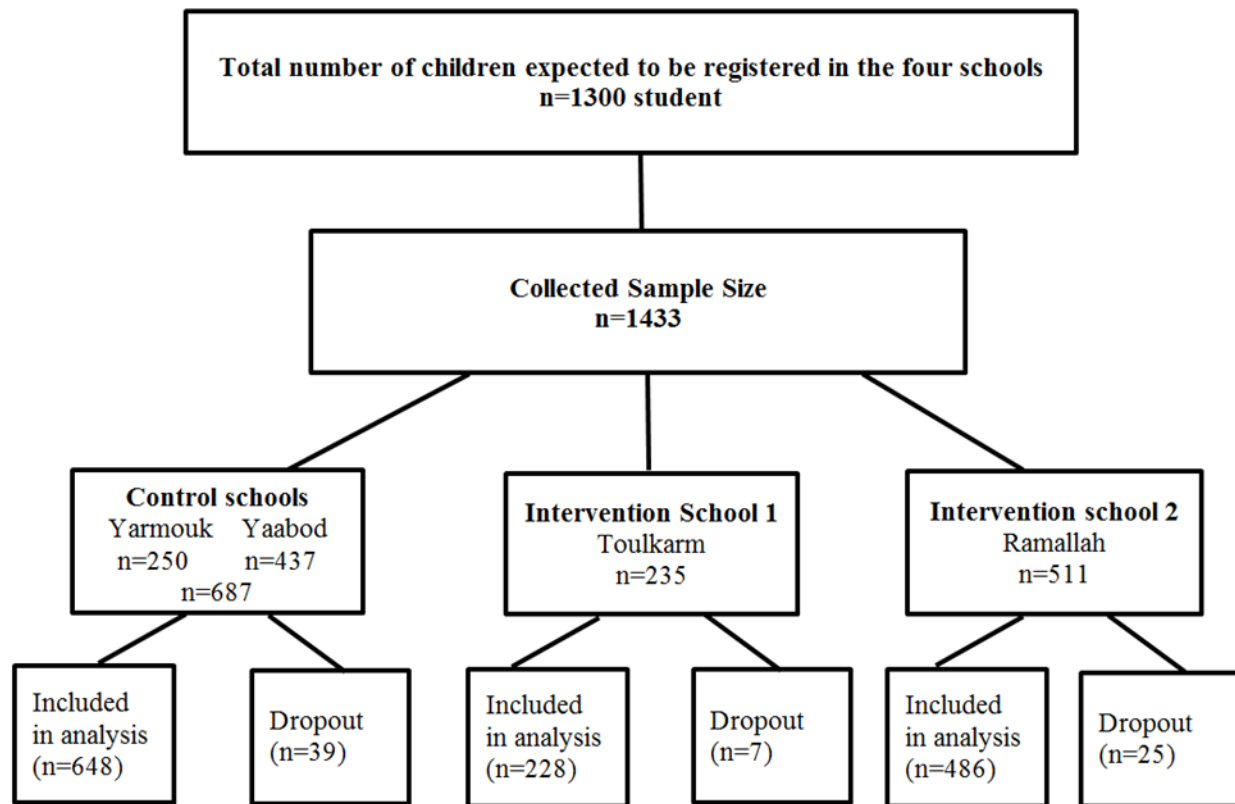 Total number of children expected to be registered in the four schools
n=1300 student
Collected Sample Size
n=1433
Control schools
Yarmouk Yaabod
n=250 n=437
n=687
Intervention School 1
Toulkarm
n=235
Intervention school 2
Ramallah
n=511
Included
in analysis
(n=648)
Dropout
(n=39)
Included
in analysis
(n=228)
Dropout
(n=7)
Included
in analysis
(n=486)
Dropout
(n=25)